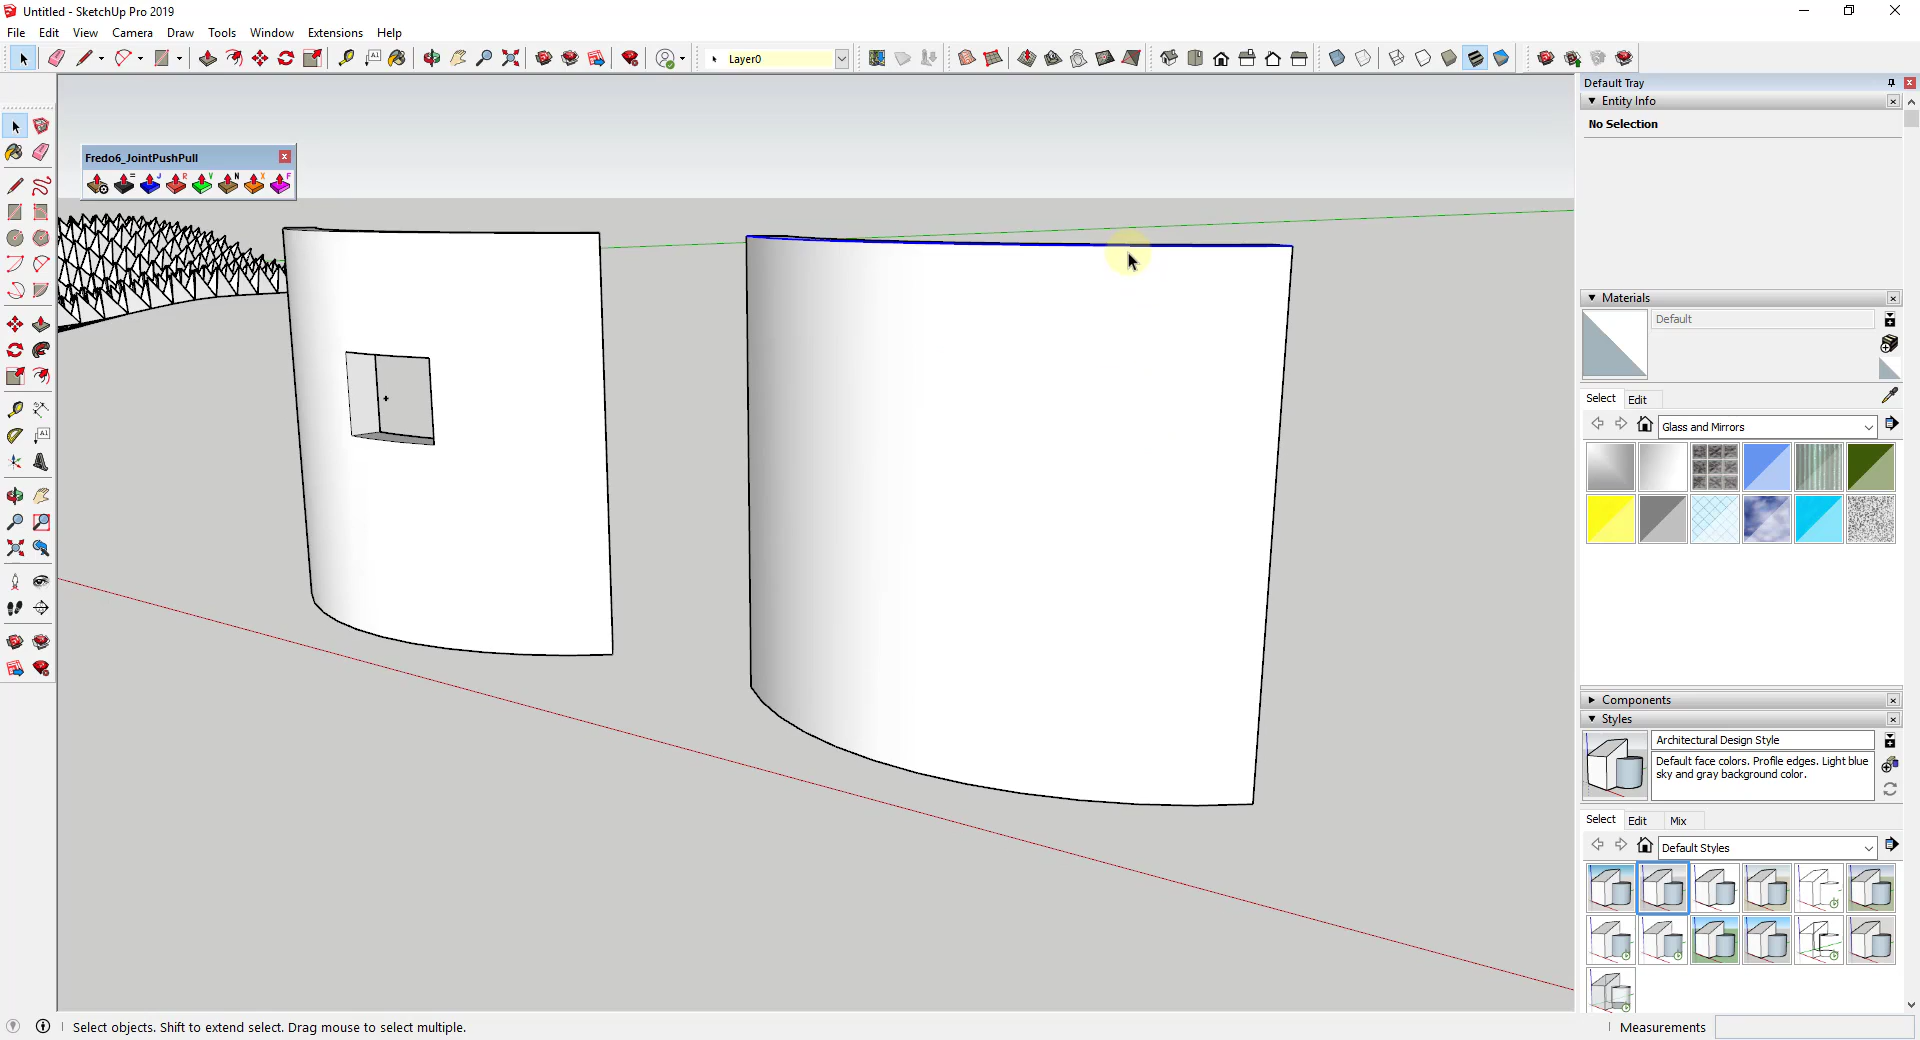 Untitled - SketchUp Pro 2019
File Edit View Camera Draw Tools Window Extensions Help
Layer0
Default Tray
Entity Info
No Selection
Fredo6_JointPushPull
= J R V N X F
Materials
Default
Select Edit
Glass and Mirrors
Components
Styles
Architectural Design Style
Default face colors. Profile edges. Light blue
sky and gray background color.
Select Edit Mix
Default Styles
Select objects. Shift to extend select. Drag mouse to select multiple.
Measurements